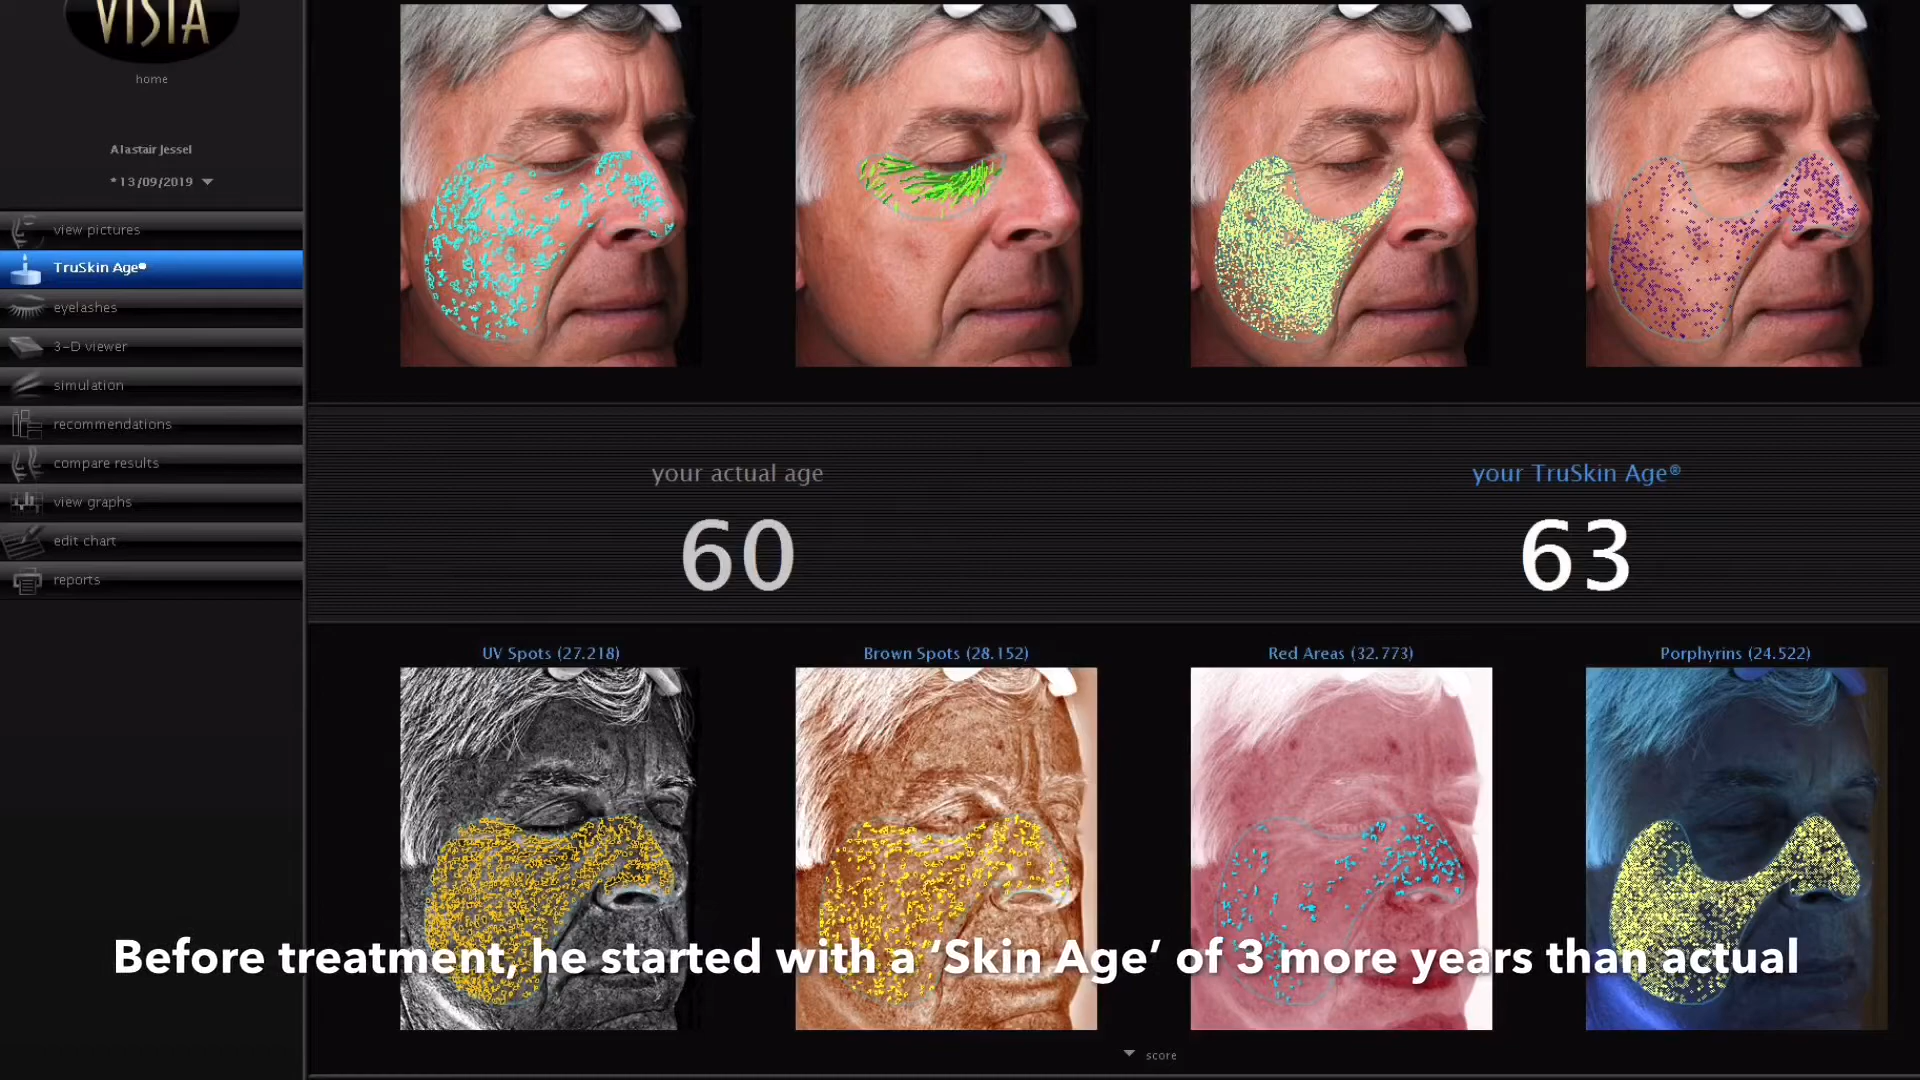 VISIA
home
Alastair Jessel
* 13/09/2019
view pictures
TruSkin Age®
eyelashes
3-D viewer
simulation
recommendations
compare results
view graphs
edit chart
reports
your actual age
your TruSkin Age®
60
63
UV Spots (27.218)
Brown Spots (28.152)
Red Areas (32.773)
Porphyrins (24.522)
Before treatment, he started with a ‘Skin Age’ of 3 more years than actual
score